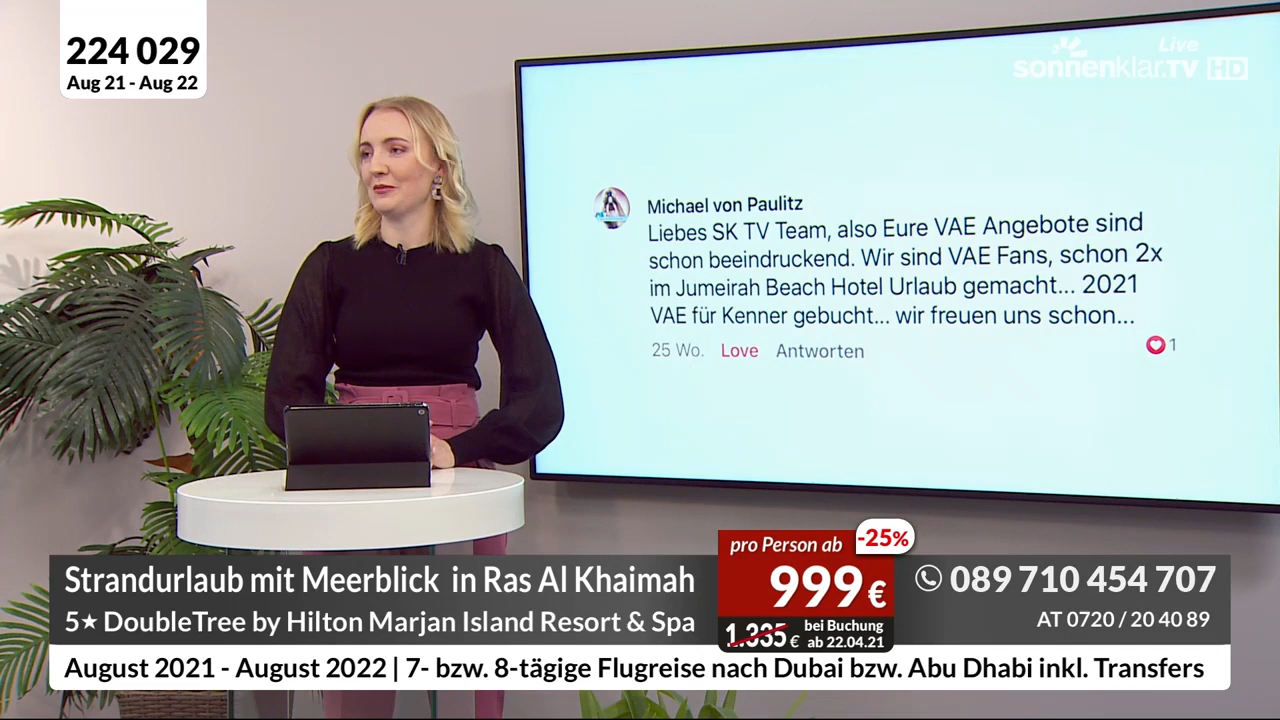 224 029
Aug 21 - Aug 22
Live
sonnenklar.TV HD
Michael von Paulitz
Liebes SK TV Team, also Eure VAE Angebote sind
schon beeindruckend. Wir sind VAE Fans, schon 2x
im Jumeirah Beach Hotel Urlaub gemacht... 2021
VAE für Kenner gebucht... wir freuen uns schon...
25 Wo. Love Antworten 1
pro Person ab -25%
Strandurlaub mit Meerblick in Ras Al Khaimah 999 € 089 710 454 707
5★ DoubleTree by Hilton Marjan Island Resort & Spa 1.335 € bei Buchung ab 22.04.21 AT 0720 / 20 40 89
August 2021 - August 2022 | 7- bzw. 8-tägige Flugreise nach Dubai bzw. Abu Dhabi inkl. Transfers